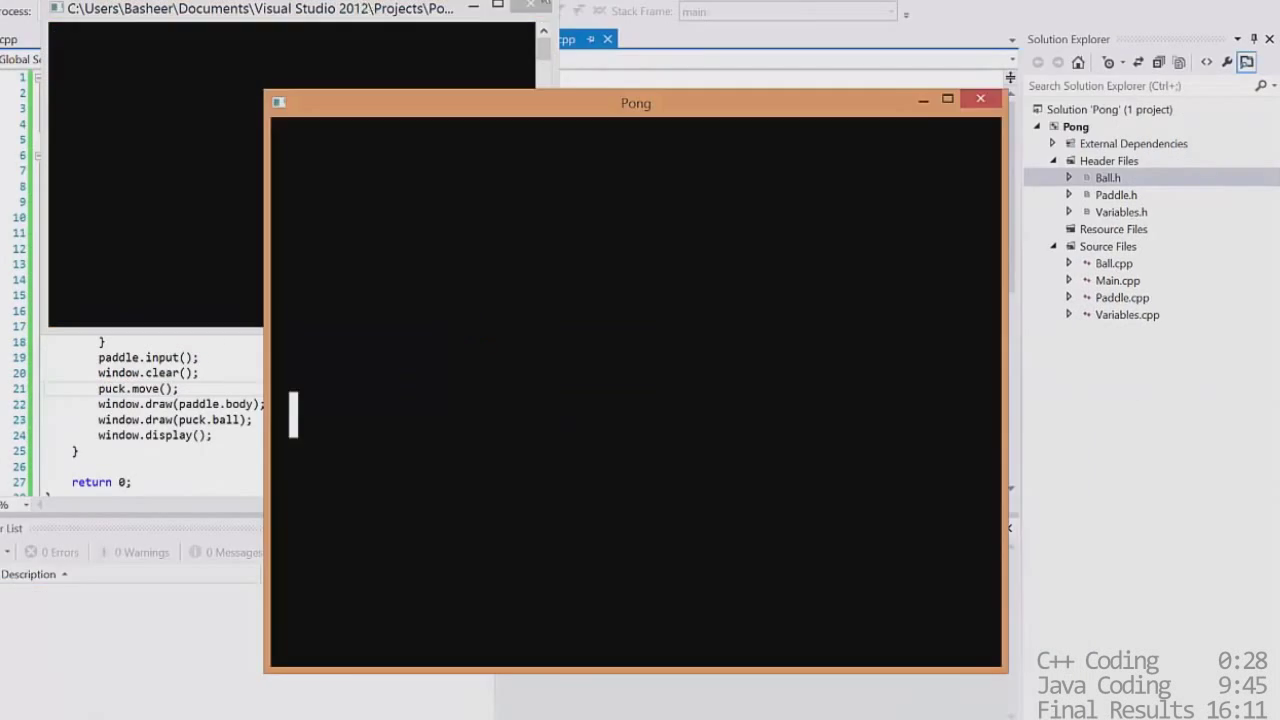 C:\Users\Basheer\Documents\Visual Studio 2012\Projects\Po...
Stack Frame: main
cpp
cpp
Global
Pong
Solution Explorer
Search Solution Explorer (Ctrl+;)
Solution 'Pong' (1 project)
Pong
External Dependencies
Header Files
Ball.h
Paddle.h
Variables.h
Resource Files
Source Files
Ball.cpp
Main.cpp
Paddle.cpp
Variables.cpp
1
2
3
4
5
6
7
8
9
10
11
12
13
14
15
16
17
18 }
19 paddle.input();
20 window.clear();
21 puck.move();
22 window.draw(paddle.body);
23 window.draw(puck.ball);
24 window.display();
25 }
26
27 return 0;
%
List
0 Errors 0 Warnings 0 Messages
Description
C++ Coding 0:28
Java Coding 9:45
Final Results 16:11